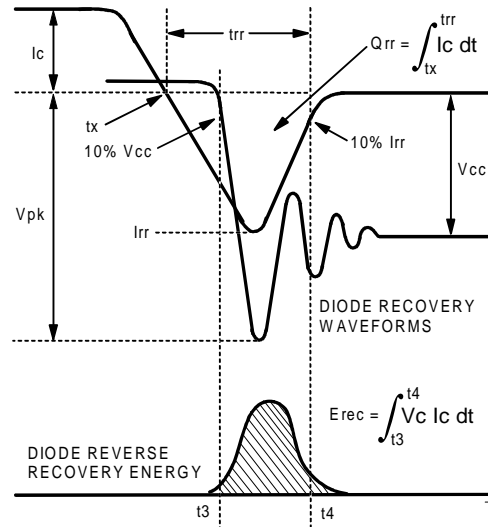 trr
Ic
Qrr = ∫ trr tx Ic dt
tx
10% Vcc
10% Irr
Vcc
Vpk
Irr
DIODE RECOVERY
WAVEFORMS
Erec = ∫ t4 t3 Vc Ic dt
DIODE REVERSE
RECOVERY ENERGY
t3
t4